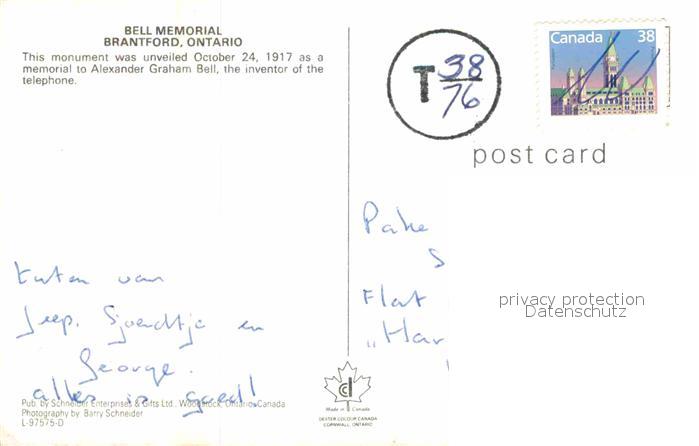 BELL MEMORIAL
BRANTFORD, ONTARIO
This monument was unveiled October 24, 1917 as a
memorial to Alexander Graham Bell, the inventor of the
telephone.
T 38/76
Canada 38
post card
Pake
S
Flat
"Har
privacy protection
Datenschutz
van
Jeep, Sjoerdtje en
George.
alles is goed!
Pub. by Schneider Enterprises & Gifts Ltd., Woodstock, Ontario, Canada
Photography by Barry Schneider
L-97575-D
Made in Canada
DEXTER COLOUR CANADA
CORNWALL, ONTARIO